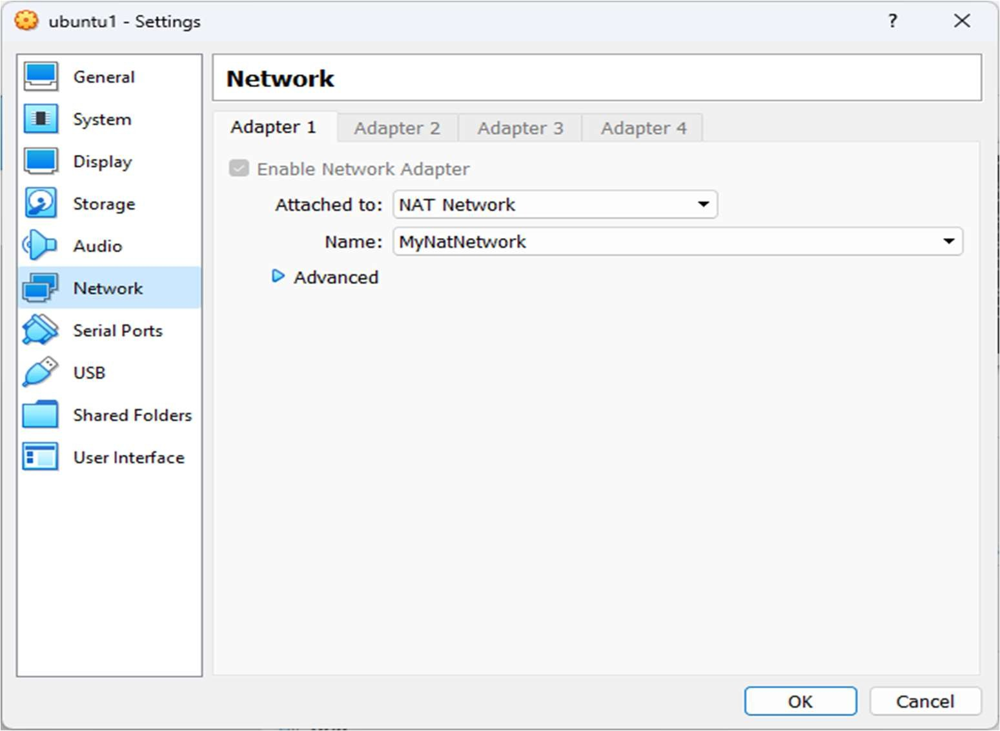 ubuntu1 - Settings
?
General
System
Display
Storage
Audio
Network
Serial Ports
USB
Shared Folders
User Interface
Network
Adapter 1
Adapter 2
Adapter 3
Adapter 4
Enable Network Adapter
Attached to: NAT Network
Name: MyNatNetwork
Advanced
OK
Cancel